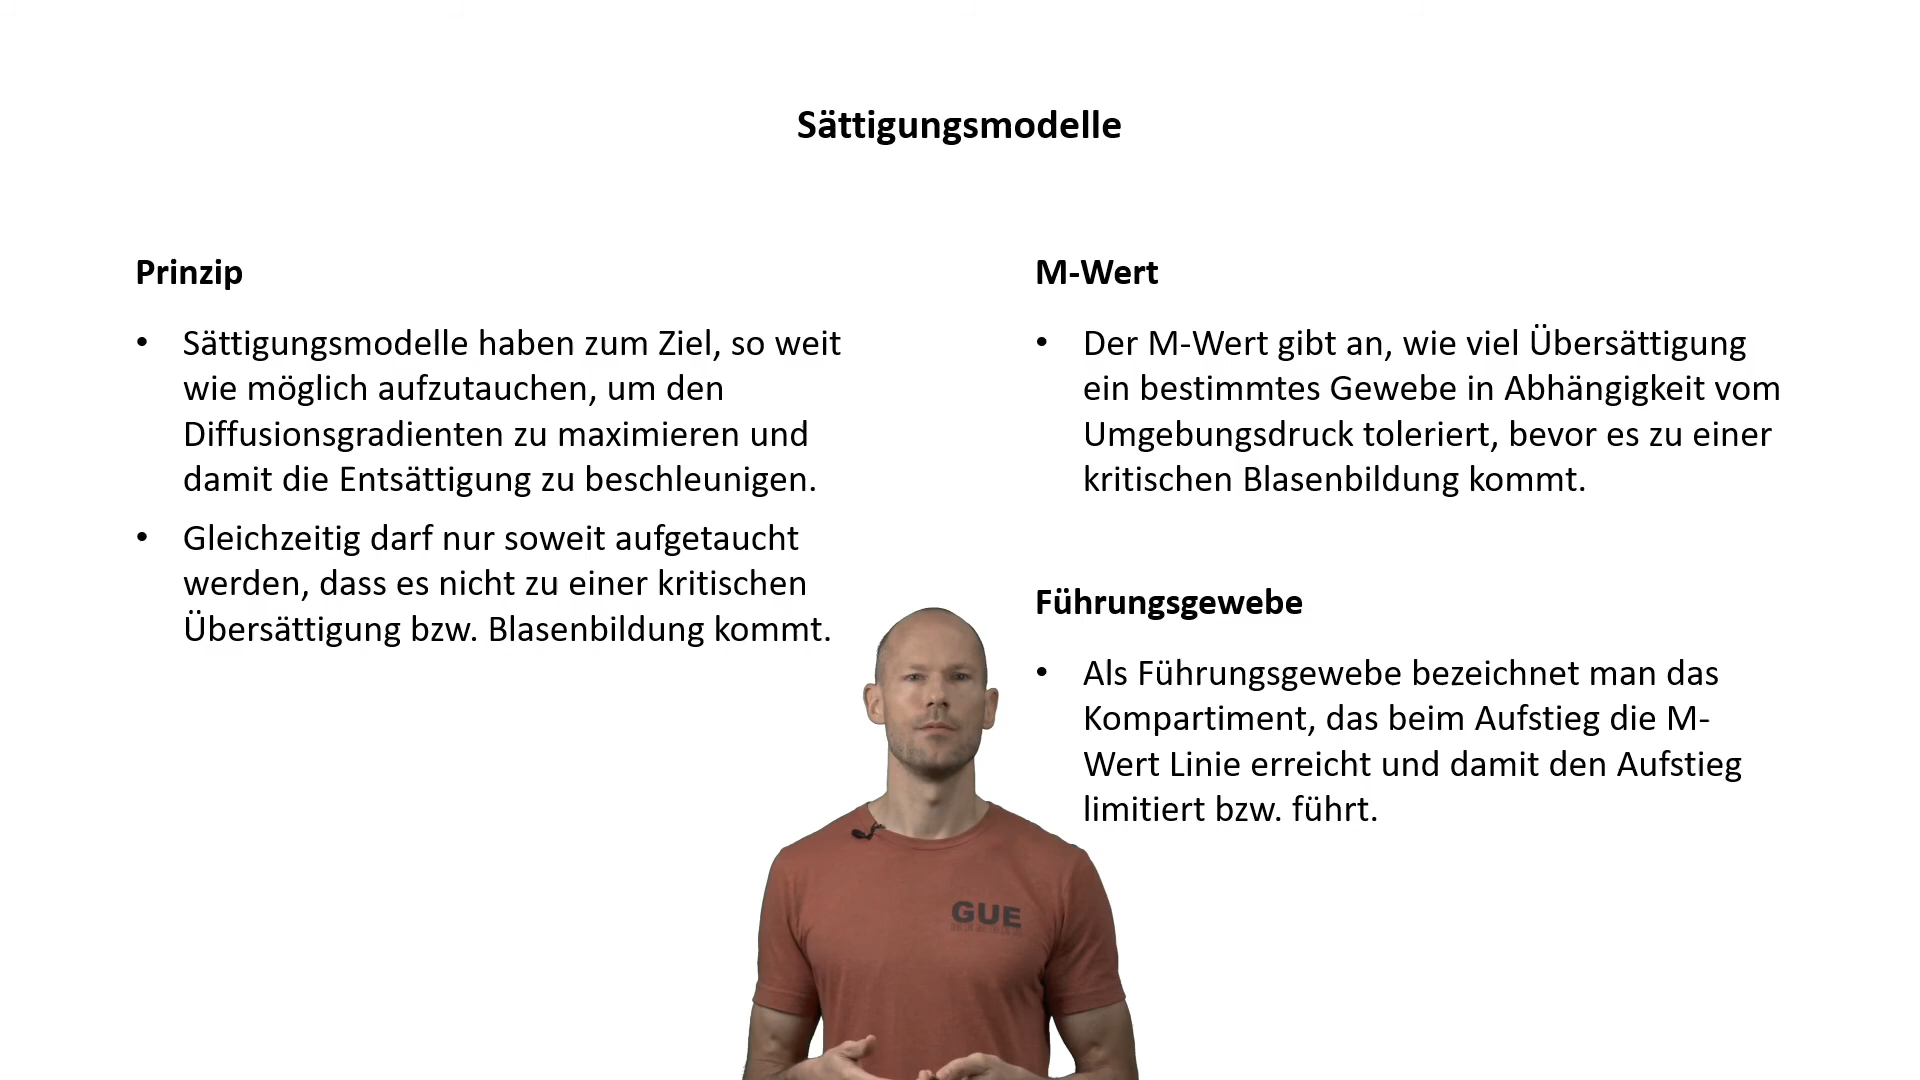 Sättigungsmodelle
Prinzip
• Sättigungsmodelle haben zum Ziel, so weit
wie möglich aufzutauchen, um den
Diffusionsgradienten zu maximieren und
damit die Entsättigung zu beschleunigen.
• Gleichzeitig darf nur soweit aufgetaucht
werden, dass es nicht zu einer kritischen
Übersättigung bzw. Blasenbildung kommt.
M-Wert
• Der M-Wert gibt an, wie viel Übersättigung
ein bestimmtes Gewebe in Abhängigkeit vom
Umgebungsdruck toleriert, bevor es zu einer
kritischen Blasenbildung kommt.
Führungsgewebe
• Als Führungsgewebe bezeichnet man das
Kompartiment, das beim Aufstieg die M-
Wert Linie erreicht und damit den Aufstieg
limitiert bzw. führt.
GUE